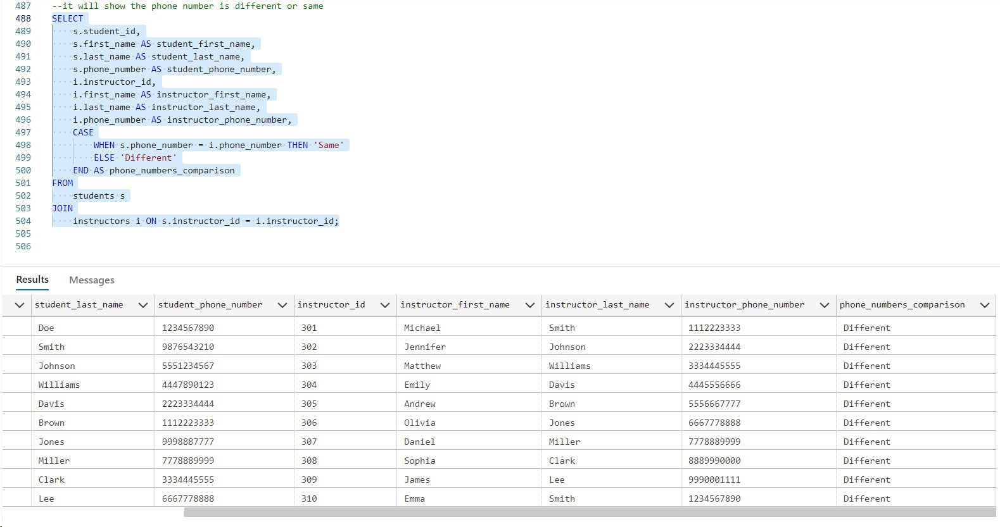 487 --it will show the phone number is different or same
488 SELECT
489 s.student_id,
490 s.first_name AS student_first_name,
491 s.last_name AS student_last_name,
492 s.phone_number AS student_phone_number,
493 i.instructor_id,
494 i.first_name AS instructor_first_name,
495 i.last_name AS instructor_last_name,
496 i.phone_number AS instructor_phone_number,
497 CASE
498 WHEN s.phone_number = i.phone_number THEN 'Same'
499 ELSE 'Different'
500 END AS phone_numbers_comparison
501 FROM
502 students s
503 JOIN
504 instructors i ON s.instructor_id = i.instructor_id;
505
506
Results Messages
student_last_name student_phone_number instructor_id instructor_first_name instructor_last_name instructor_phone_number phone_numbers_comparison
Doe 1234567890 301 Michael Smith 1112223333 Different
Smith 9876543210 302 Jennifer Johnson 2223334444 Different
Johnson 5551234567 303 Matthew Williams 3334445555 Different
Williams 4447890123 304 Emily Davis 4445556666 Different
Davis 2223334444 305 Andrew Brown 5556667777 Different
Brown 1112223333 306 Olivia Jones 6667778888 Different
Jones 9998887777 307 Daniel Miller 7778889999 Different
Miller 7778889999 308 Sophia Clark 8889990000 Different
Clark 3334445555 309 James Lee 9990001111 Different
Lee 6667778888 310 Emma Smith 1234567890 Different